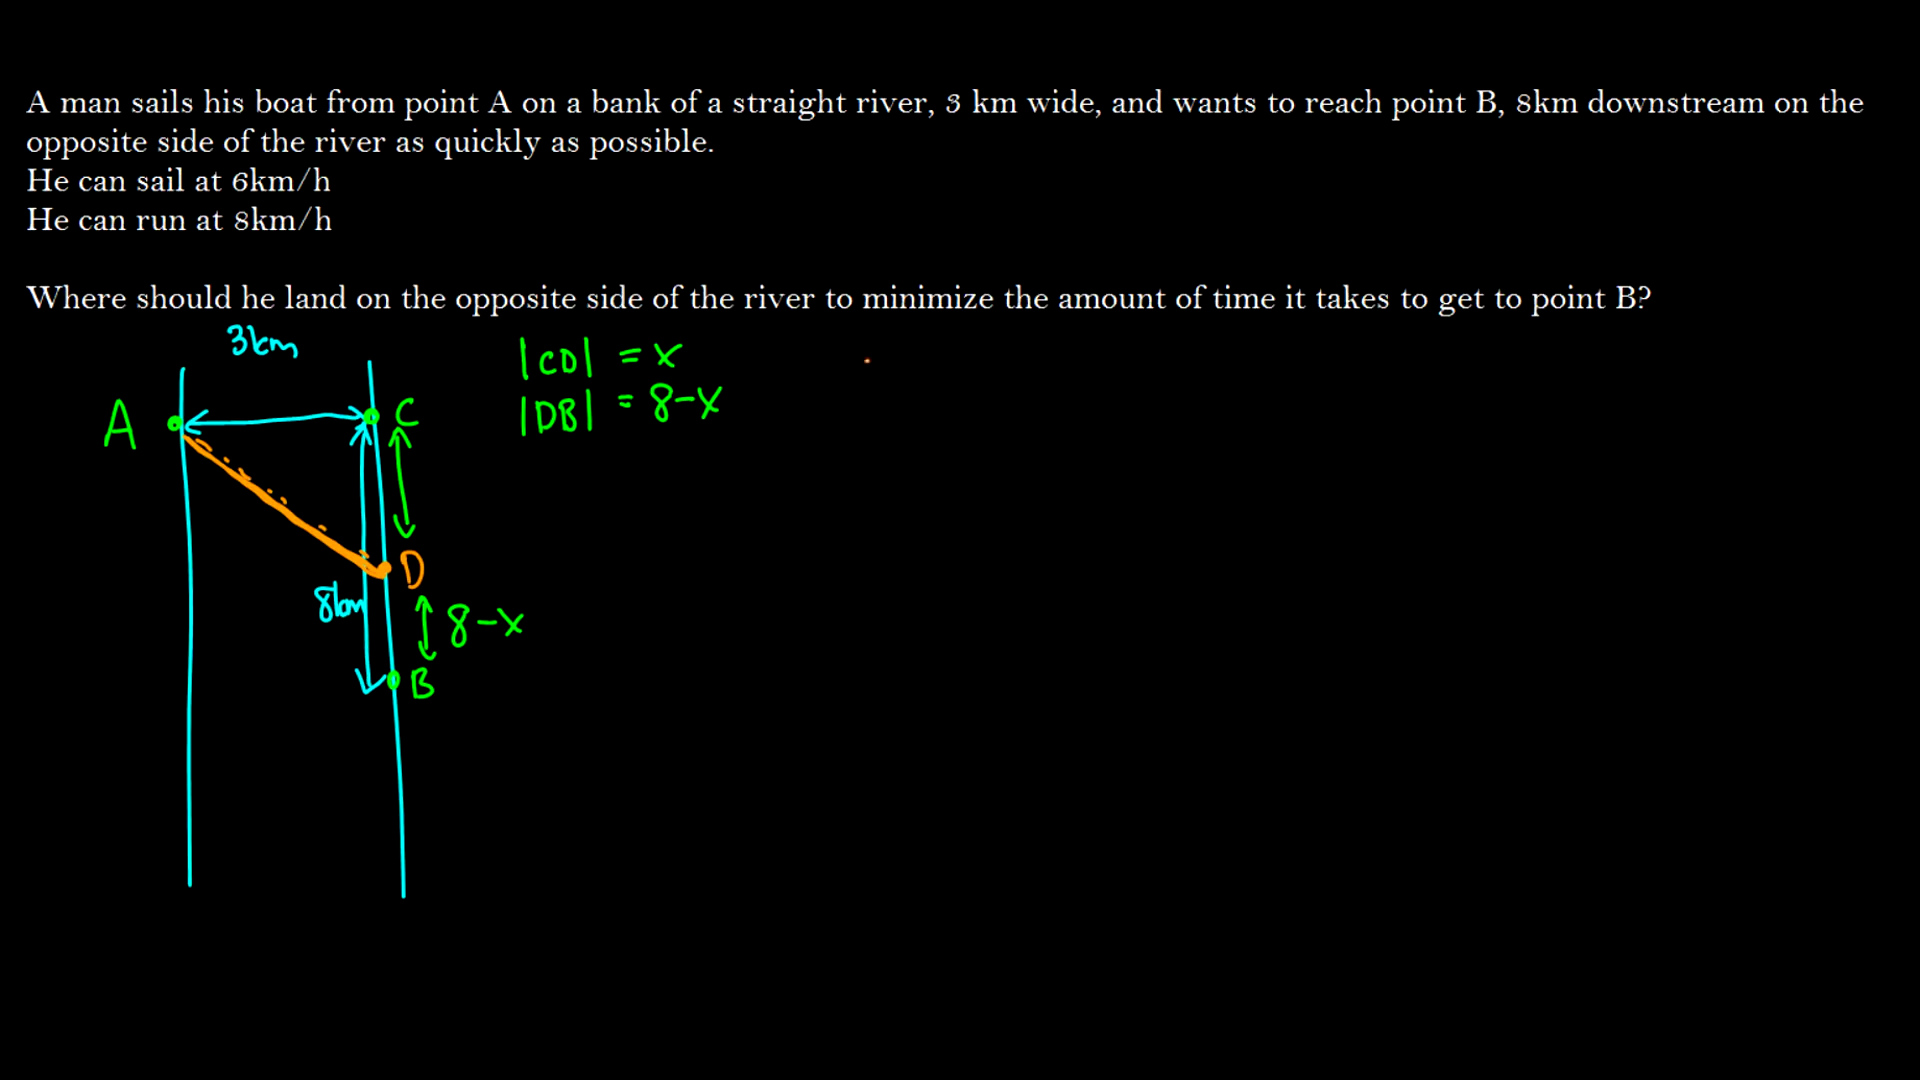 A man sails his boat from point A on a bank of a straight river, 3 km wide, and wants to reach point B, 8km downstream on the
opposite side of the river as quickly as possible.
He can sail at 6km/h
He can run at 8km/h
Where should he land on the opposite side of the river to minimize the amount of time it takes to get to point B?
3km
|CD| = x
|DB| = 8-x
A
C
D
8km
8-x
B